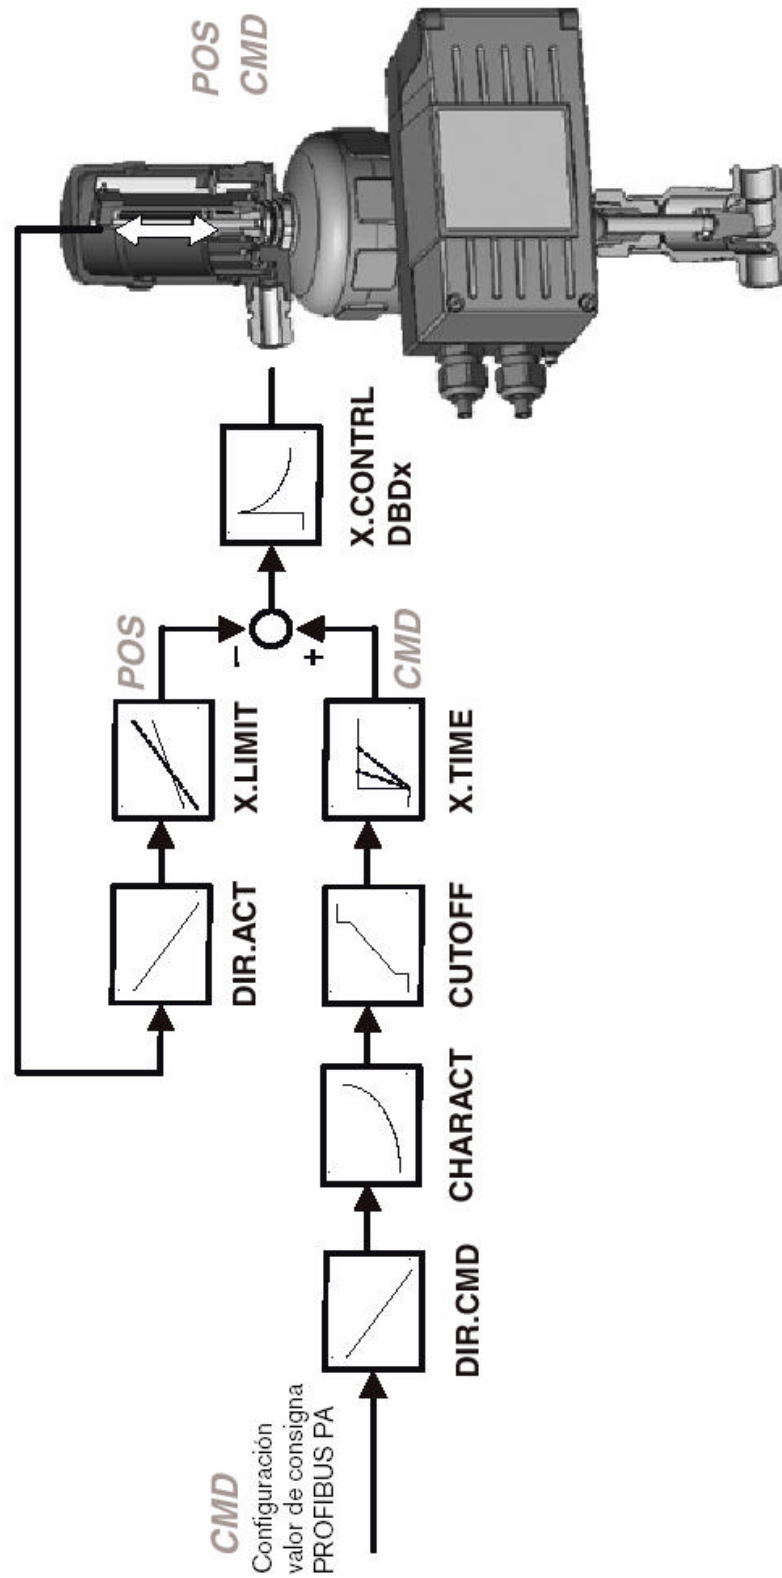 CMD
Configuración
valor de consigna
PROFIBUS PA
DIR.CMD
CHARACT
CUTOFF
X.TIME
CMD
DIR.ACT
X.LIMIT
POS
-
+
X.CONTRL
DBDx
POS
CMD